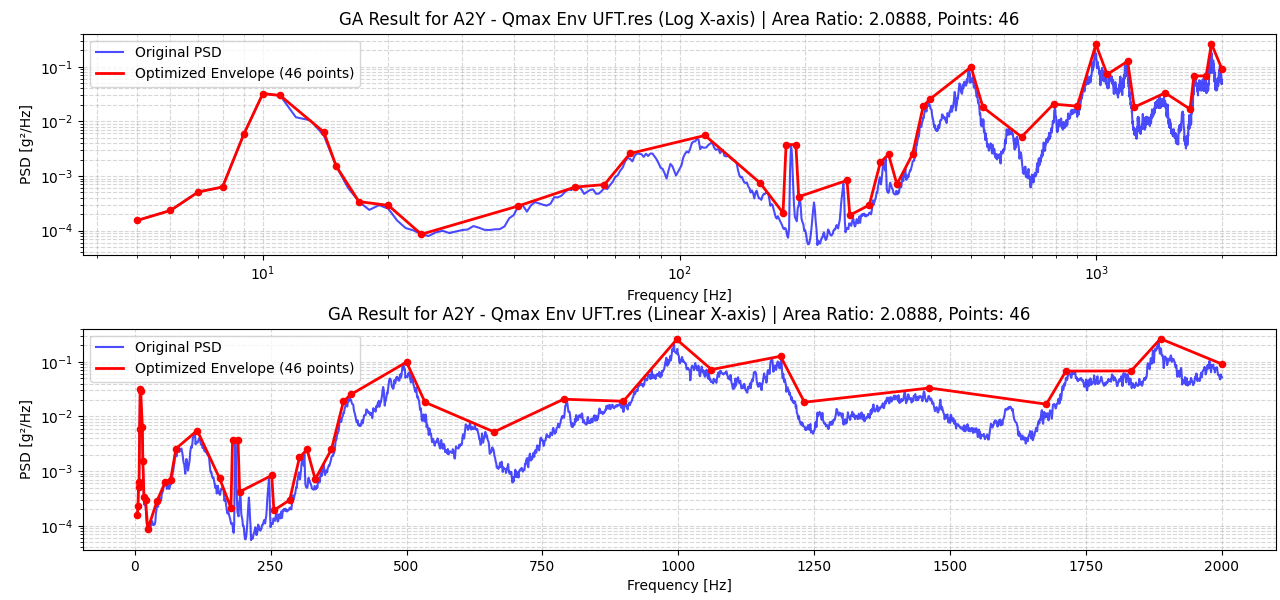 GA Result for A2Y - Qmax Env UFT.res (Log X-axis) | Area Ratio: 2.0888, Points: 46
Original PSD
Optimized Envelope (46 points)
PSD [g²/Hz]
10⁻¹
10⁻²
10⁻³
10⁻⁴
10¹ 10² 10³
Frequency [Hz]
GA Result for A2Y - Qmax Env UFT.res (Linear X-axis) | Area Ratio: 2.0888, Points: 46
Original PSD
Optimized Envelope (46 points)
PSD [g²/Hz]
10⁻¹
10⁻²
10⁻³
10⁻⁴
0 250 500 750 1000 1250 1500 1750 2000
Frequency [Hz]